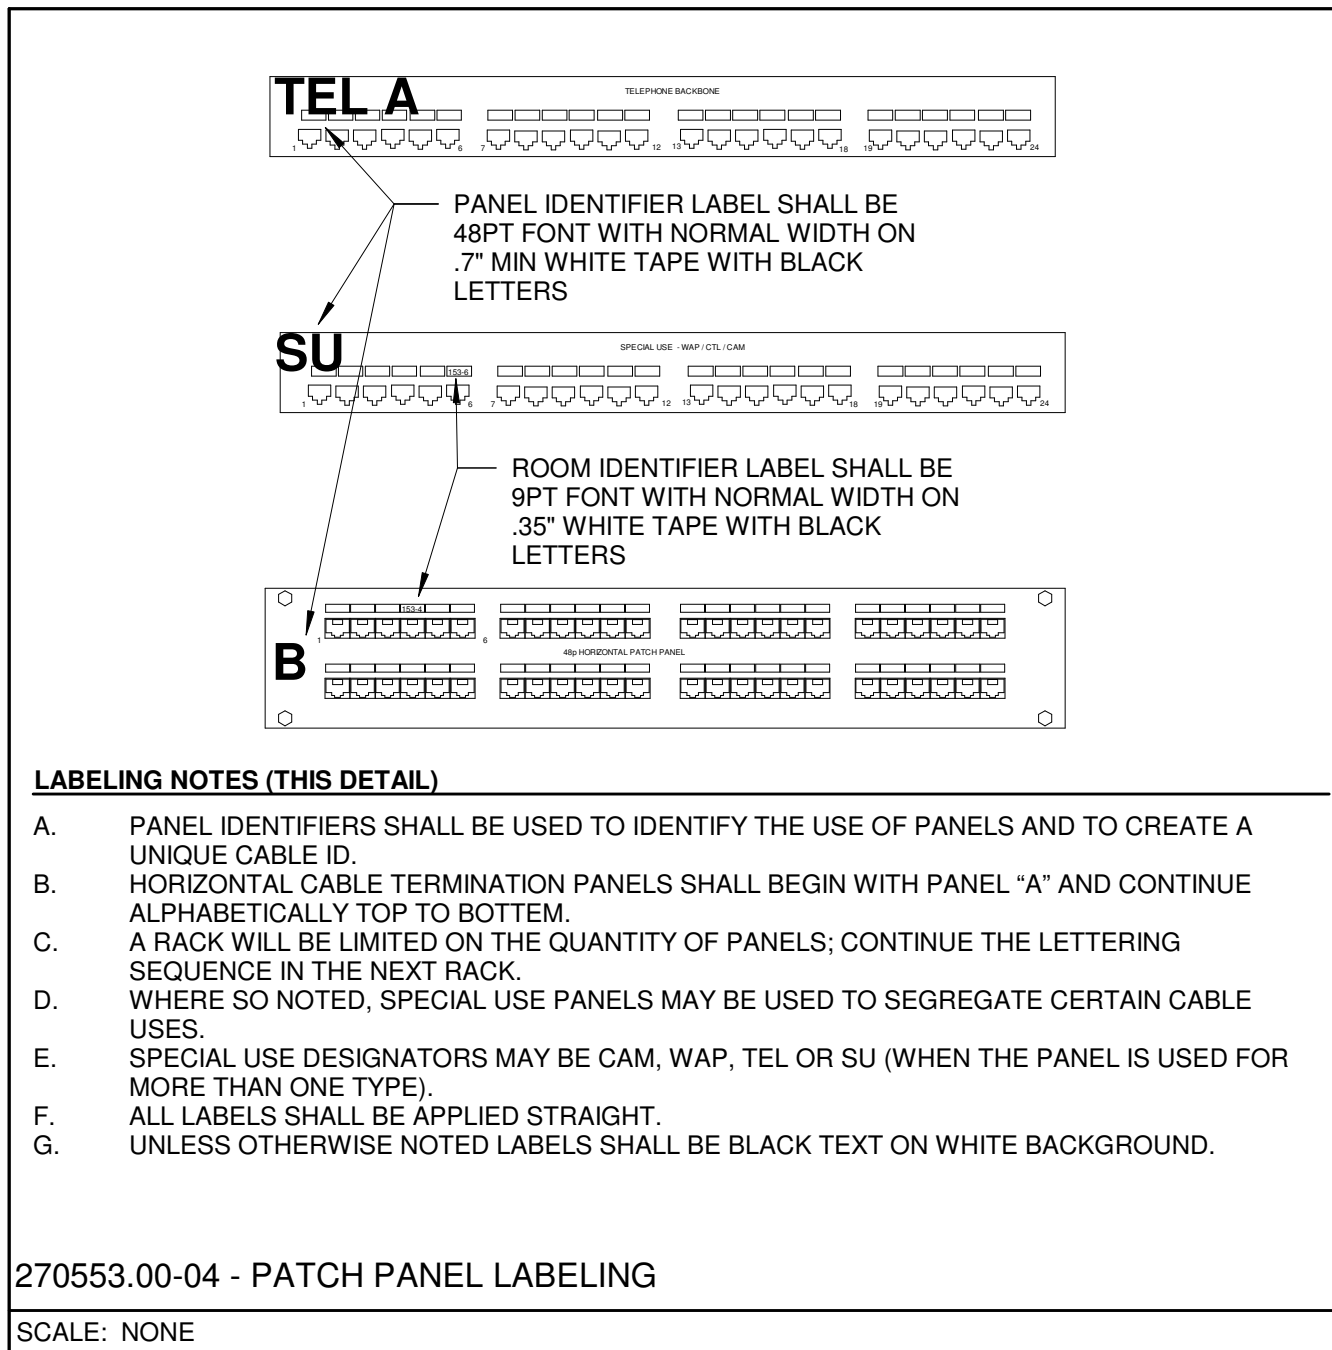 TEL A
TELEPHONE BACKBONE
1 6 7 12 13 18 19 24
PANEL IDENTIFIER LABEL SHALL BE
48PT FONT WITH NORMAL WIDTH ON
.7" MIN WHITE TAPE WITH BLACK
LETTERS
SU
SPECIAL USE - WAP / CTL / CAM
153-6
1 6 7 12 13 18 19 24
ROOM IDENTIFIER LABEL SHALL BE
9PT FONT WITH NORMAL WIDTH ON
.35" WHITE TAPE WITH BLACK
LETTERS
153-4
1 6
B
48p HORIZONTAL PATCH PANEL
LABELING NOTES (THIS DETAIL)
A. PANEL IDENTIFIERS SHALL BE USED TO IDENTIFY THE USE OF PANELS AND TO CREATE A
UNIQUE CABLE ID.
B. HORIZONTAL CABLE TERMINATION PANELS SHALL BEGIN WITH PANEL “A” AND CONTINUE
ALPHABETICALLY TOP TO BOTTEM.
C. A RACK WILL BE LIMITED ON THE QUANTITY OF PANELS; CONTINUE THE LETTERING
SEQUENCE IN THE NEXT RACK.
D. WHERE SO NOTED, SPECIAL USE PANELS MAY BE USED TO SEGREGATE CERTAIN CABLE
USES.
E. SPECIAL USE DESIGNATORS MAY BE CAM, WAP, TEL OR SU (WHEN THE PANEL IS USED FOR
MORE THAN ONE TYPE).
F. ALL LABELS SHALL BE APPLIED STRAIGHT.
G. UNLESS OTHERWISE NOTED LABELS SHALL BE BLACK TEXT ON WHITE BACKGROUND.
270553.00-04 - PATCH PANEL LABELING
SCALE: NONE